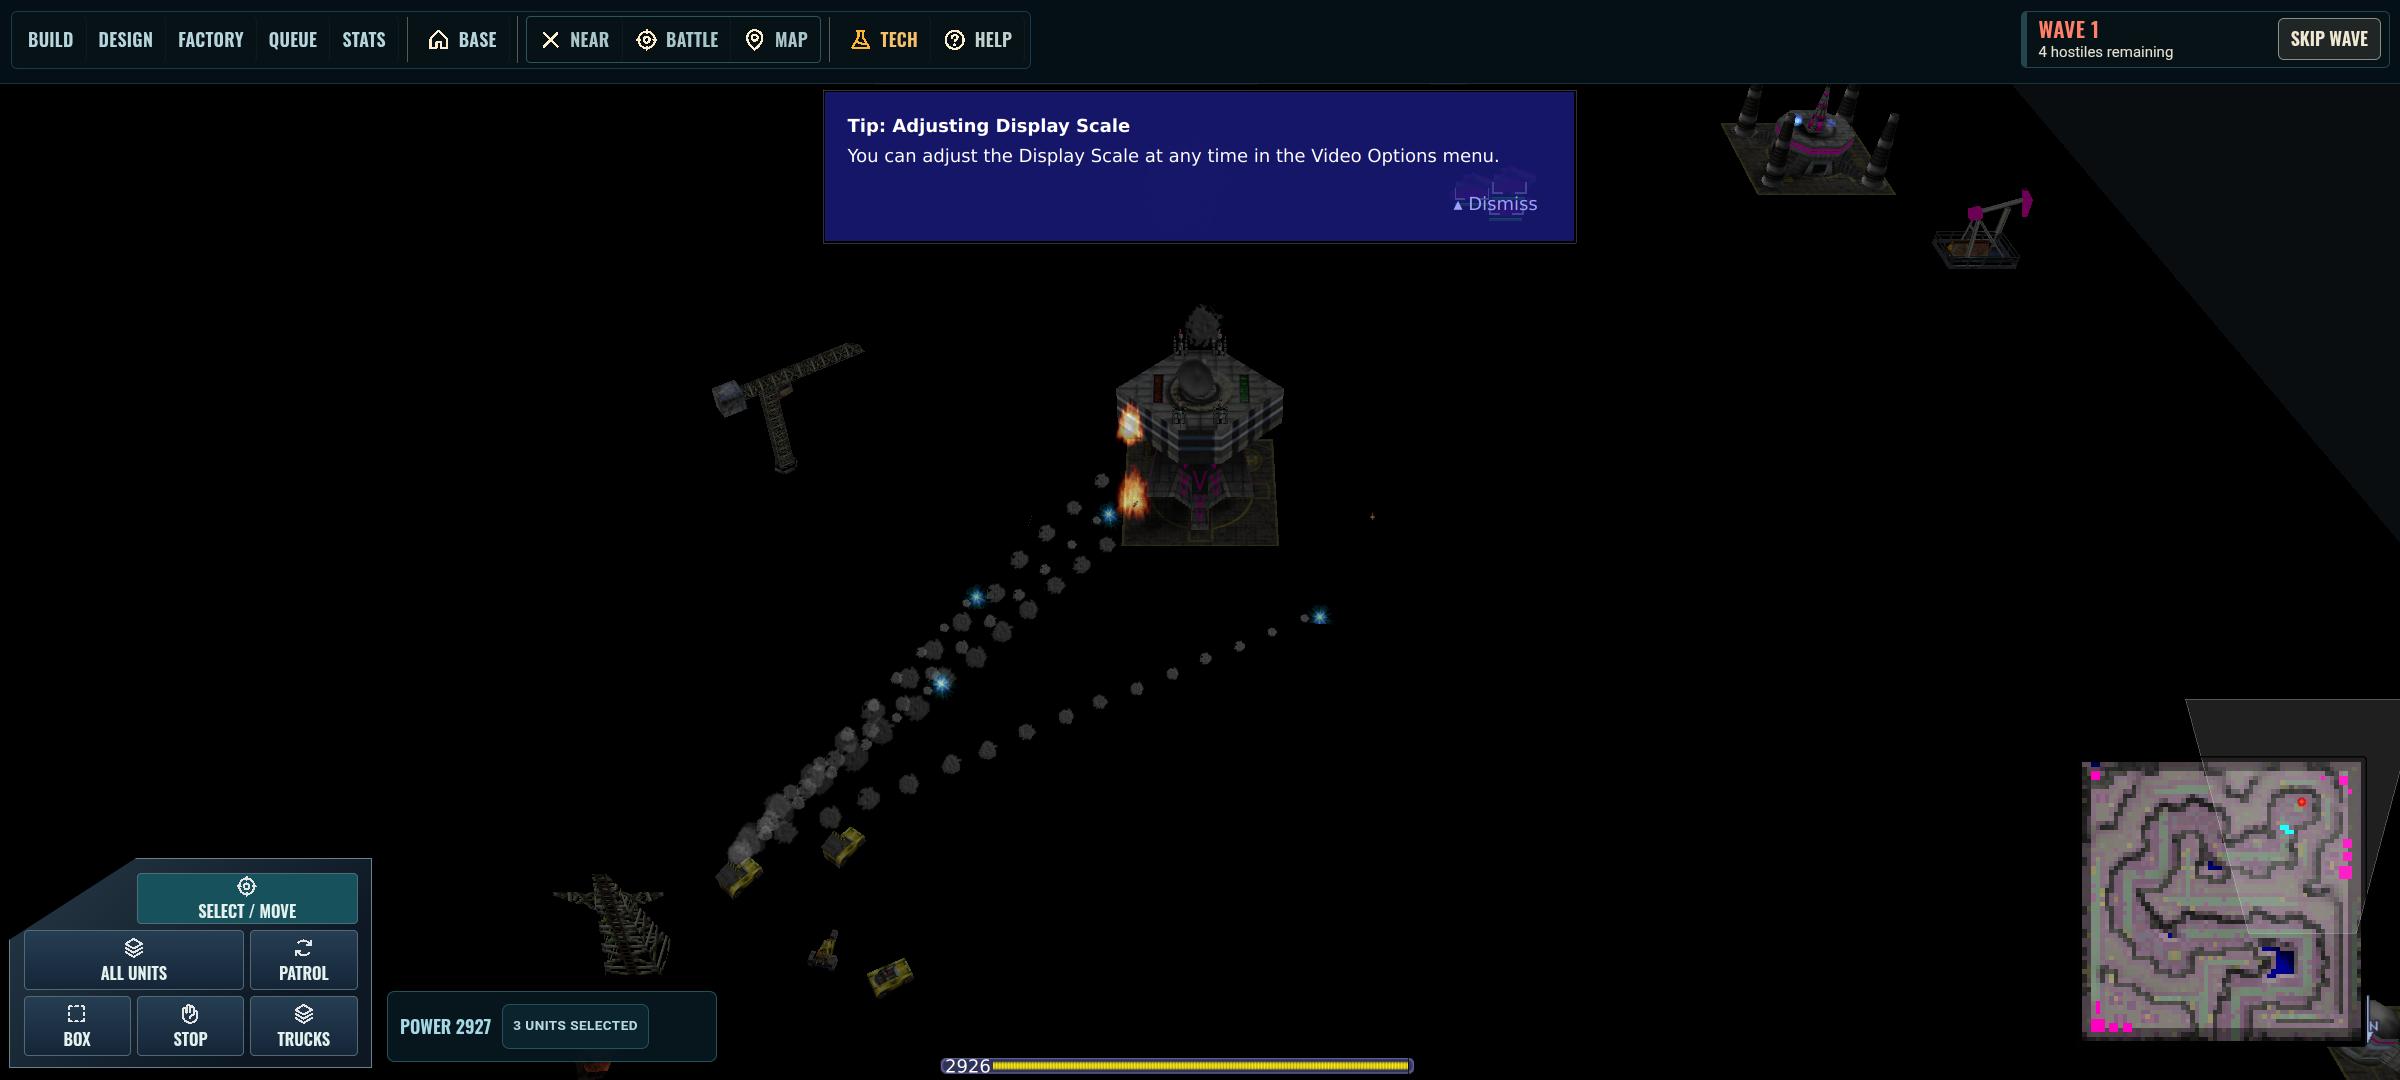 BUILD DESIGN FACTORY QUEUE STATS BASE NEAR BATTLE MAP TECH HELP
WAVE 1
4 hostiles remaining
SKIP WAVE
Tip: Adjusting Display Scale
You can adjust the Display Scale at any time in the Video Options menu.
▲ Dismiss
SELECT / MOVE
ALL UNITS
PATROL
BOX
STOP
TRUCKS
POWER 2927
3 UNITS SELECTED
2926
N